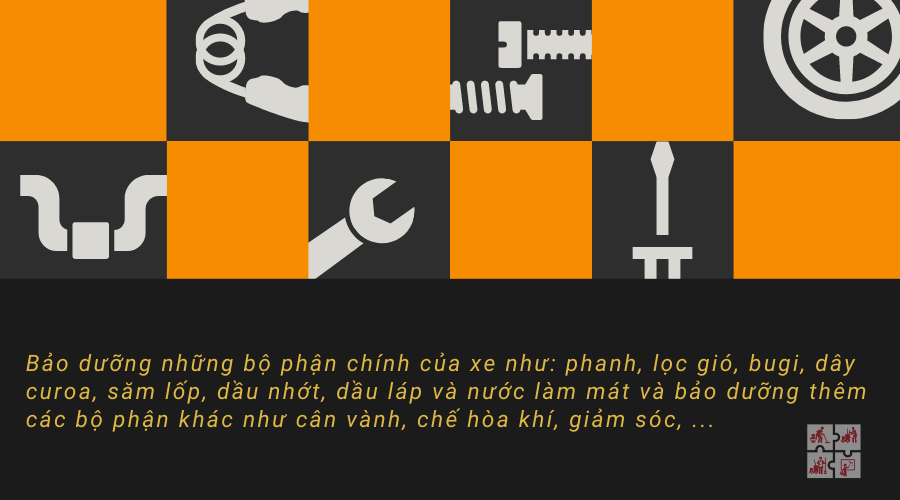 Bảo dưỡng những bộ phận chính của xe như: phanh, lọc gió, bugi, dây
curoa, săm lốp, dầu nhớt, dầu láp và nước làm mát và bảo dưỡng thêm
các bộ phận khác như cân vành, chế hòa khí, giảm sóc, ...